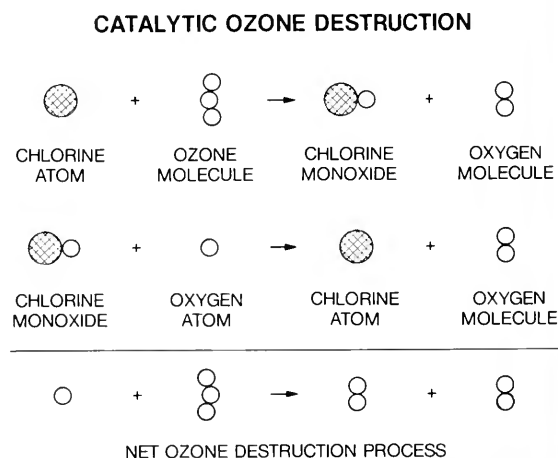 CATALYTIC OZONE DESTRUCTION
+ → +
CHLORINE ATOM OZONE MOLECULE CHLORINE MONOXIDE OXYGEN MOLECULE
+ → +
CHLORINE MONOXIDE OXYGEN ATOM CHLORINE ATOM OXYGEN MOLECULE
+ → +
NET OZONE DESTRUCTION PROCESS